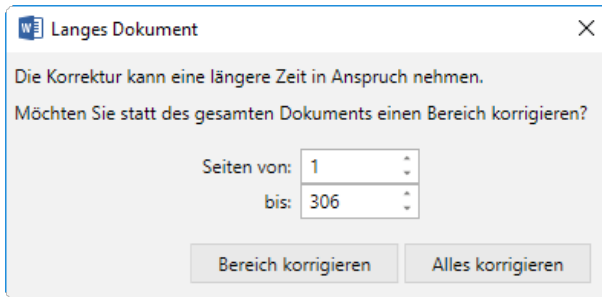 Langes Dokument
Die Korrektur kann eine längere Zeit in Anspruch nehmen.
Möchten Sie statt des gesamten Dokuments einen Bereich korrigieren?
Seiten von: 1
bis: 306
Bereich korrigieren Alles korrigieren